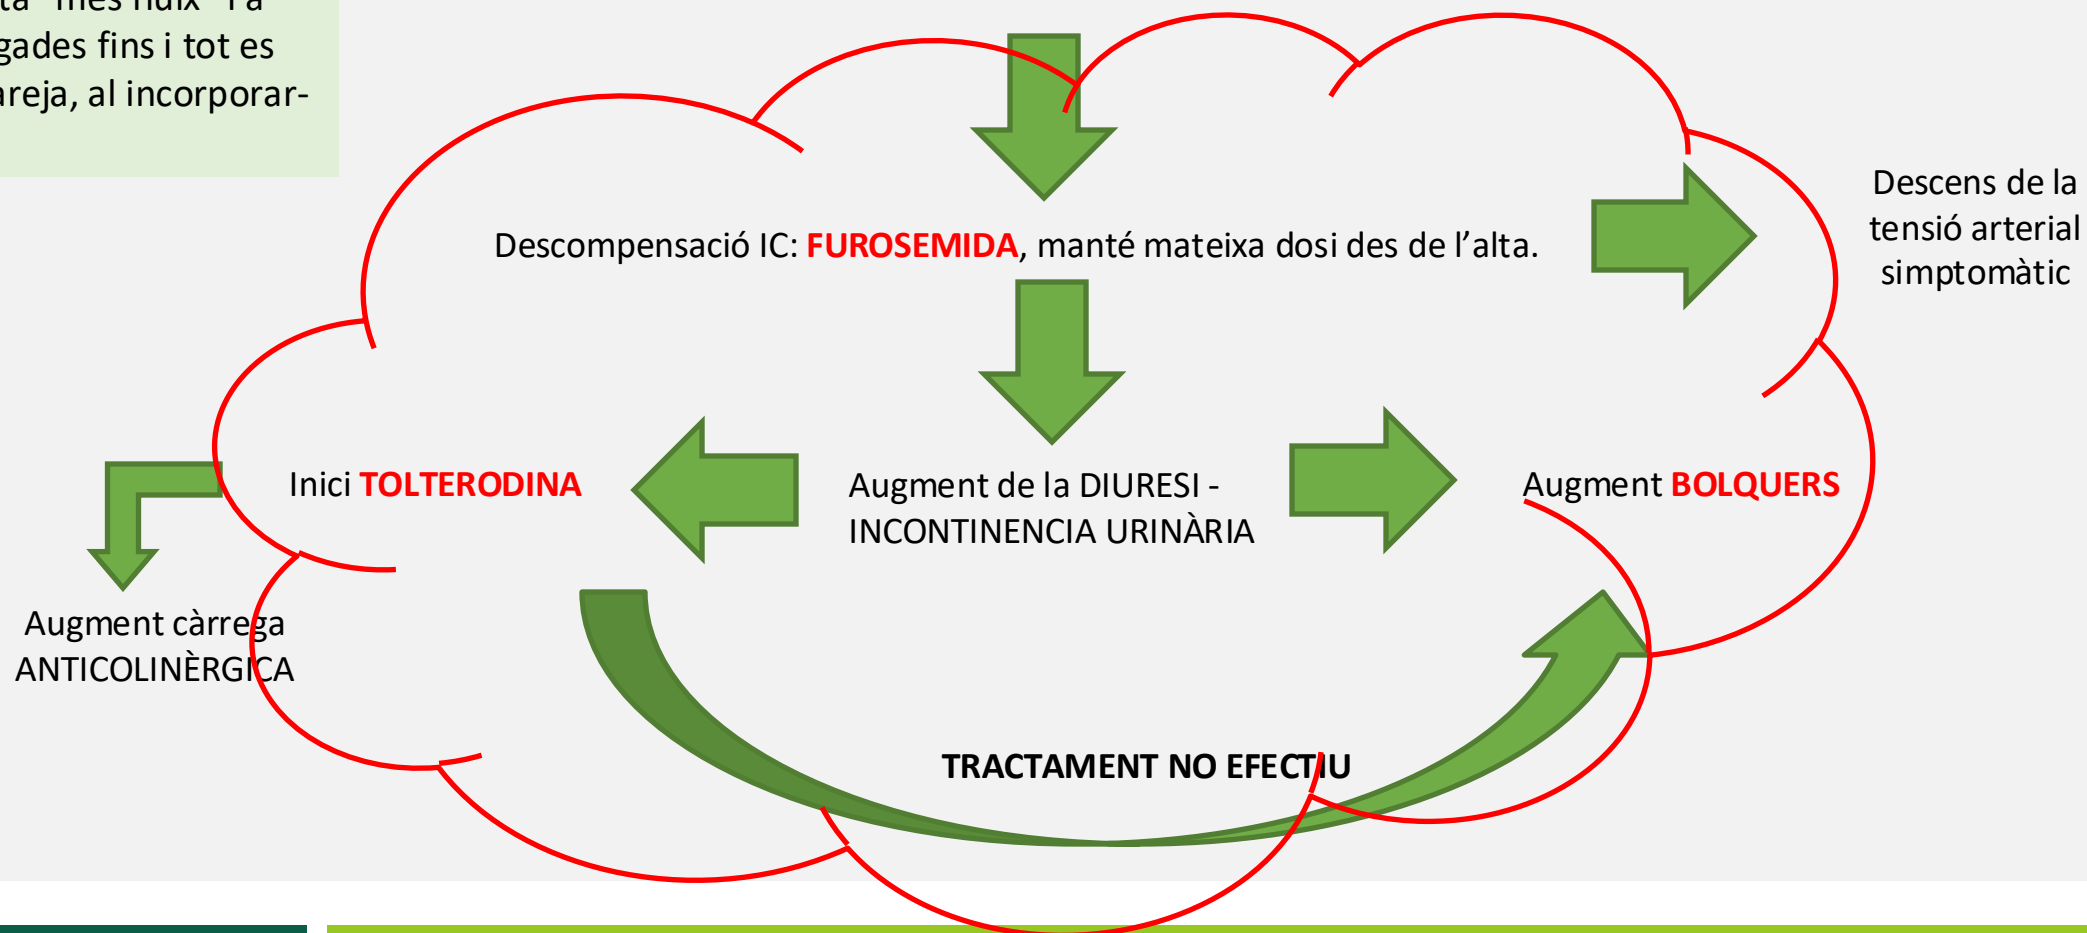 més fluix" i a
gades fins i tot es
areja, al incorporar-
Descens de la
tensió arterial
simptomàtic
Descompensació IC: FUROSEMIDA, manté mateixa dosi des de l'alta.
Inici TOLTERODINA
Augment de la DIURESI -
INCONTINENCIA URINÀRIA
Augment BOLQUERS
Augment càrrega
ANTICOLINÈRGICA
TRACTAMENT NO EFECTIU